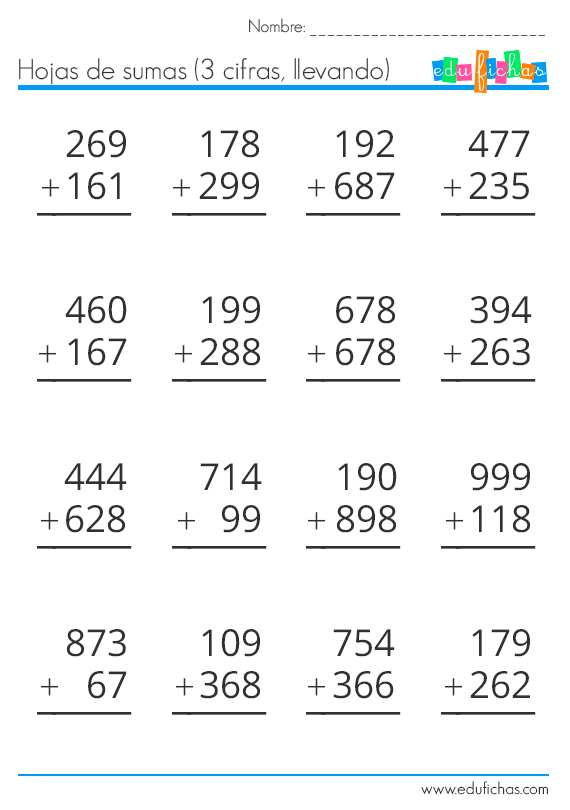 Nombre: ___________________________
Hojas de sumas (3 cifras, llevando)
edufichas
269 178 192 477
+161 +299 +687 +235
460 199 678 394
+167 +288 +678 +263
444 714 190 999
+628 + 99 +898 +118
873 109 754 179
+ 67 +368 +366 +262
www.edufichas.com